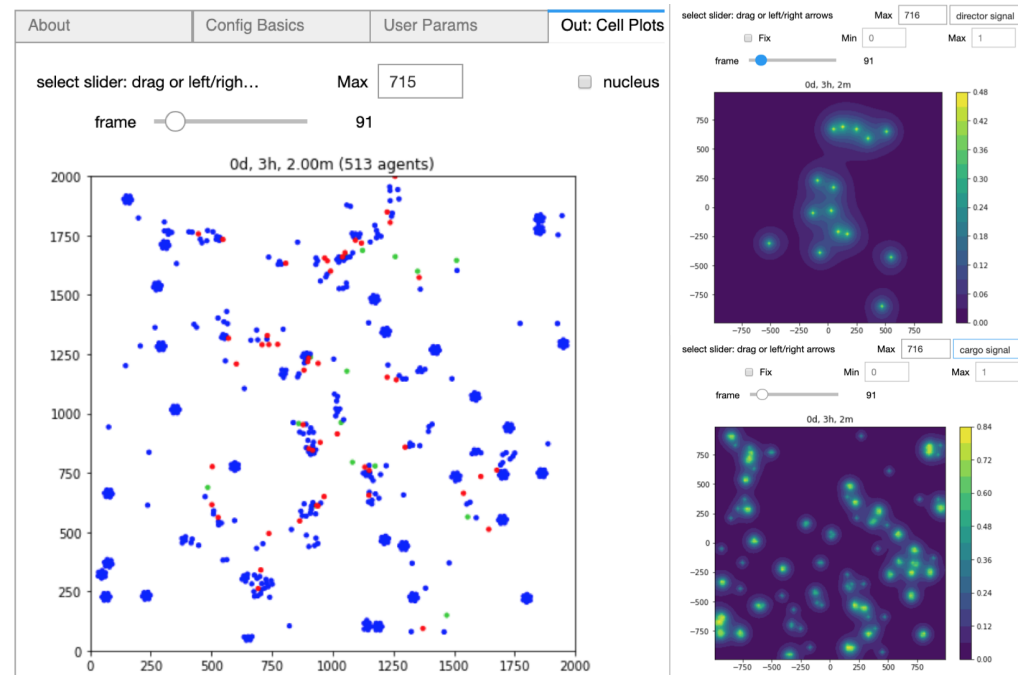 About
Config Basics
User Params
Out: Cell Plots
select slider: drag or left/righ...
Max
715
nucleus
frame
91
0d, 3h, 2.00m (513 agents)
2000
1750
1500
1250
1000
750
500
250
0
0
250
500
750
1000
1250
1500
1750
2000
select slider: drag or left/right arrows
Max
716
director signal
Fix
Min
0
Max
1
frame
91
0d, 3h, 2m
750
500
250
0
−250
−500
−750
−750
−500
−250
0
250
500
750
0.48
0.42
0.36
0.30
0.24
0.18
0.12
0.06
0.00
select slider: drag or left/right arrows
Max
716
cargo signal
Fix
Min
0
Max
1
frame
91
0d, 3h, 2m
750
500
250
0
−250
−500
−750
−750
−500
−250
0
250
500
750
0.84
0.72
0.60
0.48
0.36
0.24
0.12
0.00